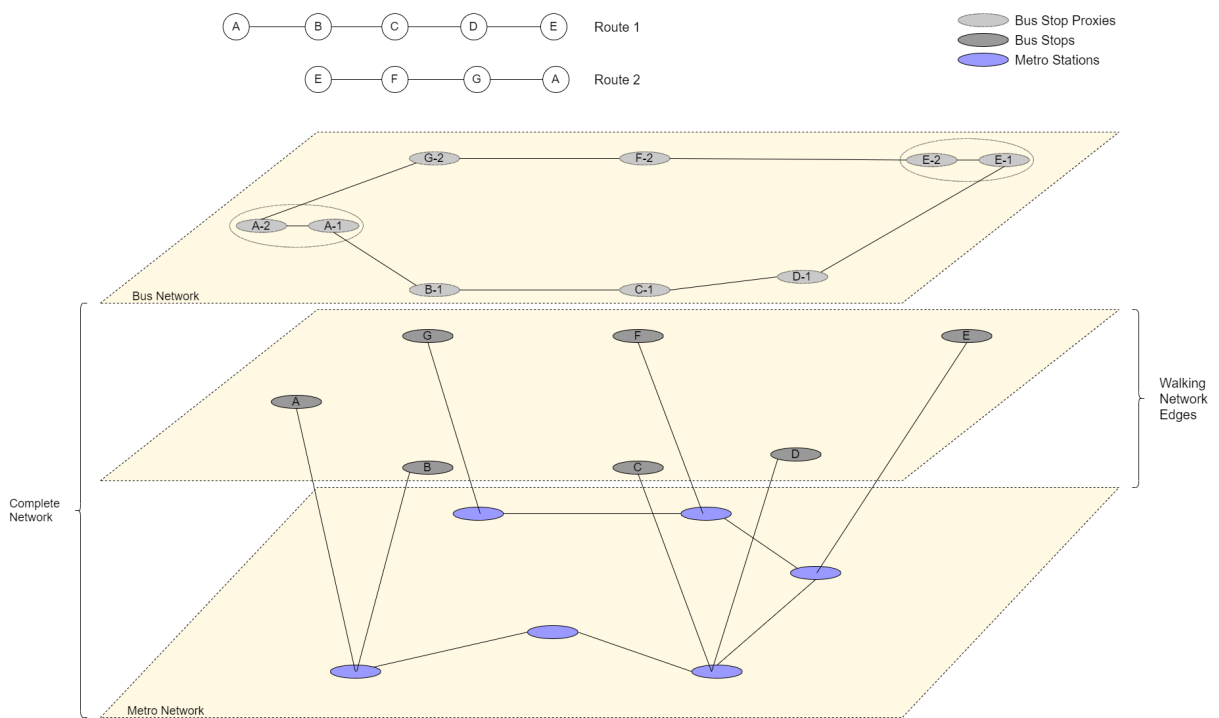 A B C D E Route 1
E F G A Route 2
Bus Stop Proxies
Bus Stops
Metro Stations
G-2 F-2 E-2 E-1
A-2 A-1
D-1
B-1 C-1
Bus Network
G F E
A
B C D
Walking
Network
Edges
Complete
Network
Metro Network